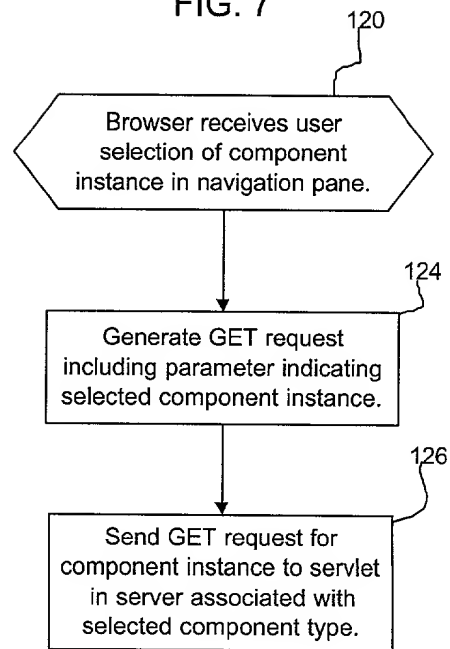 FIG. 7
120
Browser receives user
selection of component
instance in navigation pane.
124
Generate GET request
including parameter indicating
selected component instance.
126
Send GET request for
component instance to servlet
in server associated with
selected component type.